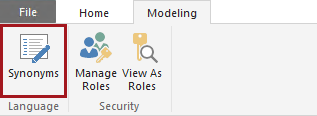 File Home Modeling
Synonyms Manage Roles View As Roles
Language Security